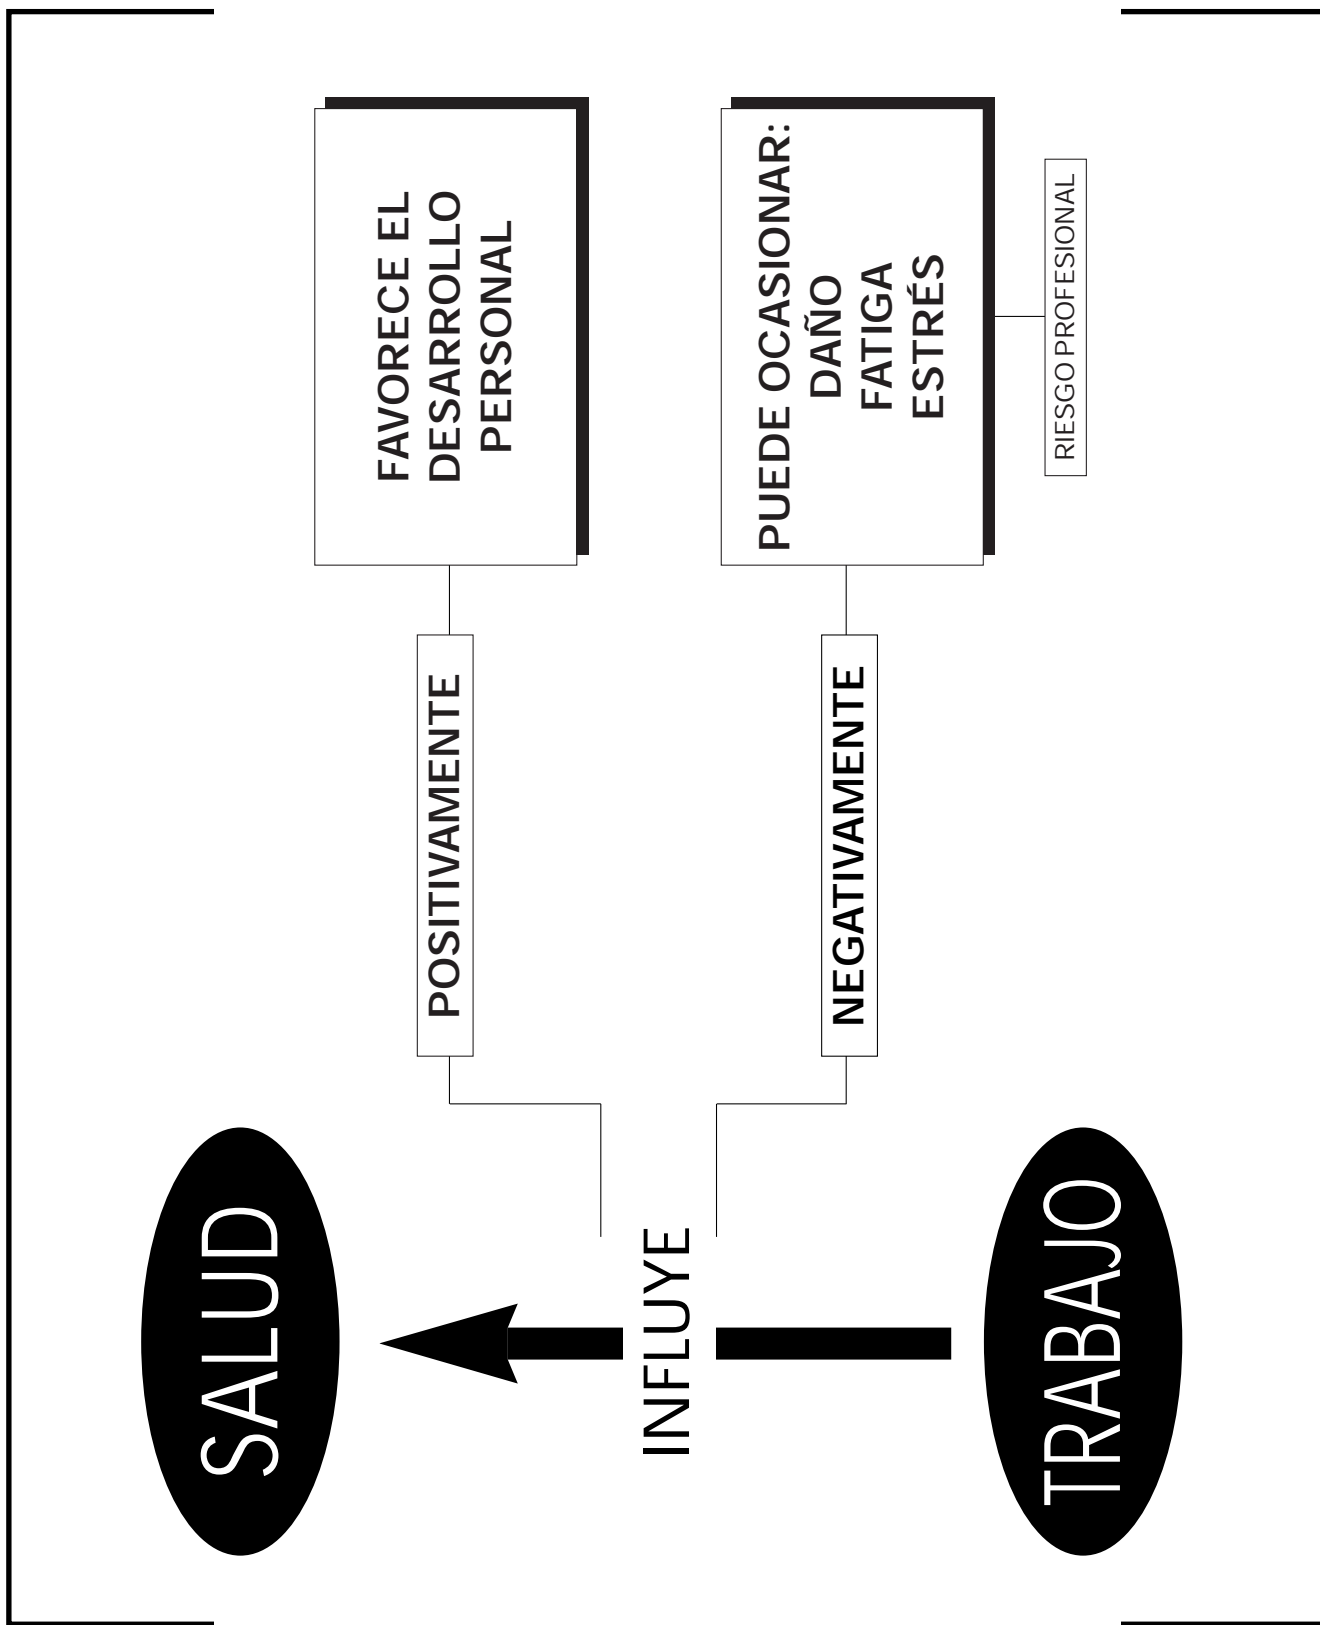 SALUD
INFLUYE
TRABAJO
POSITIVAMENTE
FAVORECE EL
DESARROLLO
PERSONAL
NEGATIVAMENTE
PUEDE OCASIONAR:
DAÑO
FATIGA
ESTRÉS
RIESGO PROFESIONAL